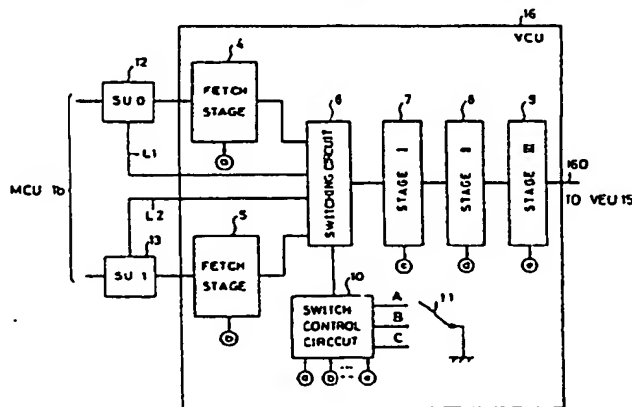 16
VCU
12
4
6
7
8
9
SU 0
FETCH
STAGE
SWITCHING CIRCUIT
STAGE I
STAGE II
STAGE III
160
TO VEU 15
L1
MCU 1b
L2
13
5
SU 1
FETCH
STAGE
10
SWITCH
CONTROL
CIRCCUT
A
B
C
11